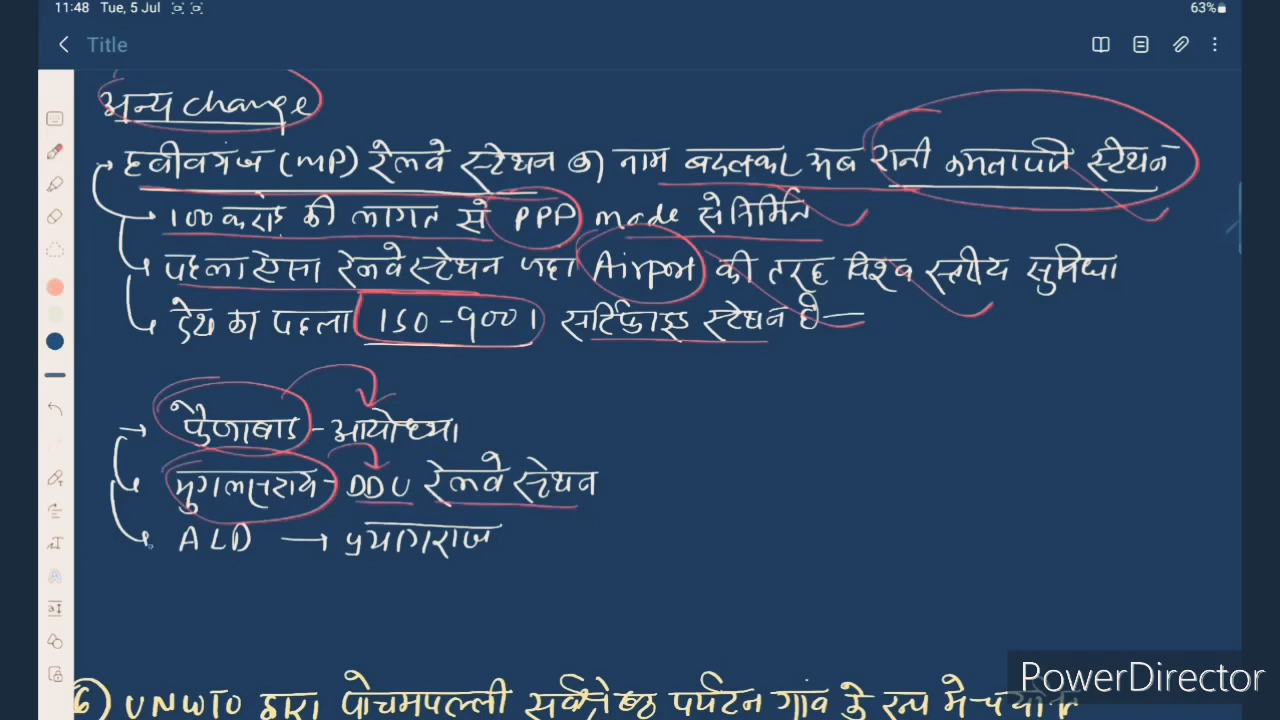 11:48 Tue, 5 Jul
63%
Title
अन्य change
हबीबगंज (MP) रेलवे स्टेशन का नाम बदलकर अब रानी कमलापति स्टेशन
100 करोड़ की लागत से PPP mode से निर्मित
पहला ऐसा रेलवे स्टेशन जहा Airport की तरह विश्व स्तरीय सुविधा
देश का पहला ISO-9001 सर्टिफाइड स्टेशन है
→ फैजाबाद - आयोध्या
मुगलसराय - DDU रेलवे स्टेशन
ALD → प्रयागराज
6) UNWTO द्वारा पोचमपल्ली सर्वश्रेष्ठ पर्यटन गांव के रूप मे
PowerDirector